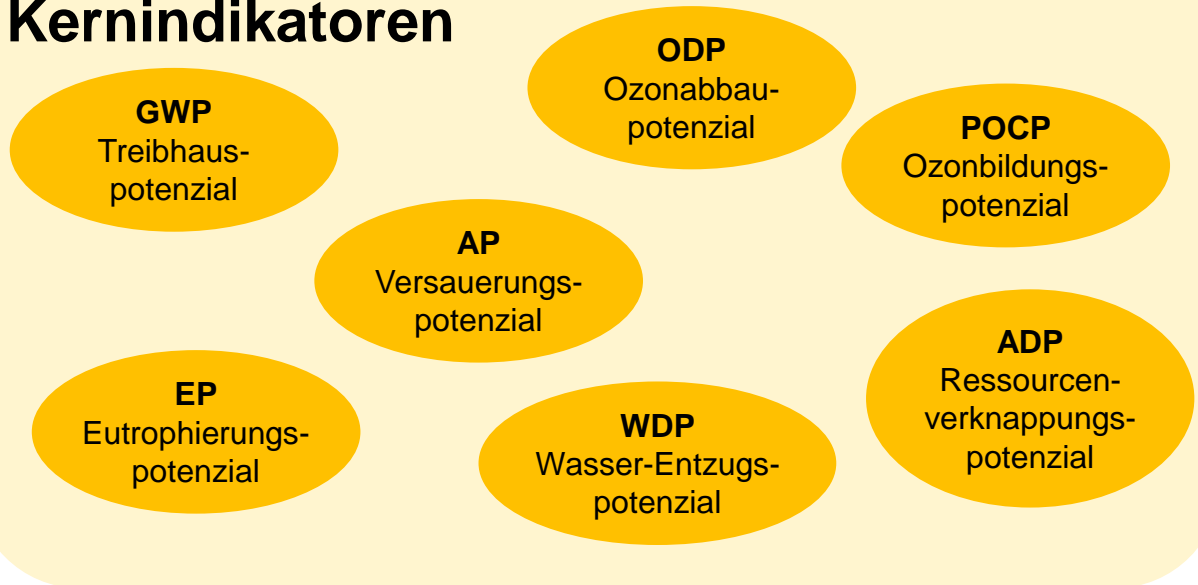 Kernindikatoren
GWP
Treibhaus-
potenzial
ODP
Ozonabbau-
potenzial
POCP
Ozonbildungs-
potenzial
AP
Versauerungs-
potenzial
ADP
Ressourcen-
verknappungs-
potenzial
EP
Eutrophierungs-
potenzial
WDP
Wasser-Entzugs-
potenzial